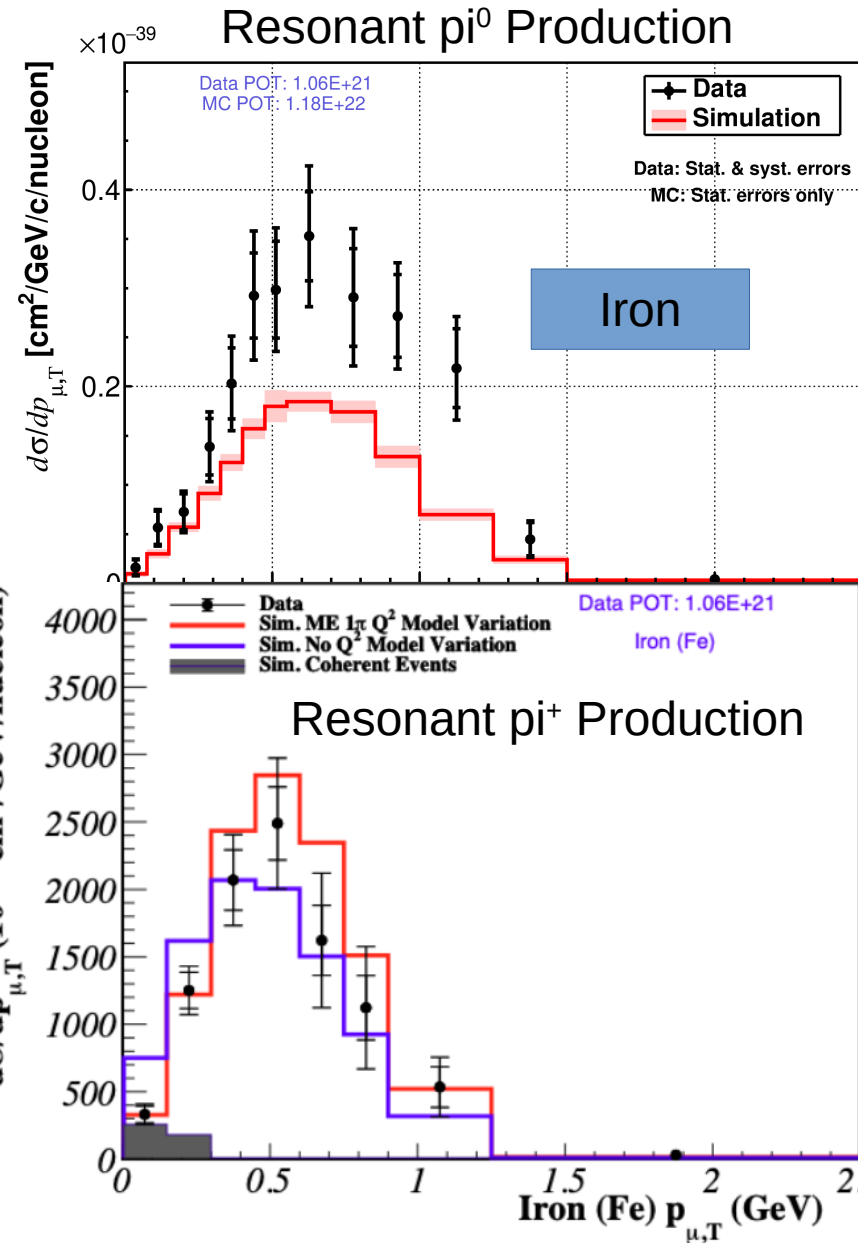 Resonant pi⁰ Production
×10⁻³⁹
Data POT: 1.06E+21
MC POT: 1.18E+22
Data
Simulation
Data: Stat. & syst. errors
MC: Stat. errors only
dσ/dp_μ,T [cm²/GeV/c/nucleon]
0.4
0.2
0
Iron
Data
Sim. ME 1π Q² Model Variation
Sim. No Q² Model Variation
Sim. Coherent Events
Data POT: 1.06E+21
Iron (Fe)
Resonant pi⁺ Production
4000
3500
3000
2500
2000
1500
1000
500
0
0 0.5 1 1.5 2
Iron (Fe) p_μ,T (GeV)